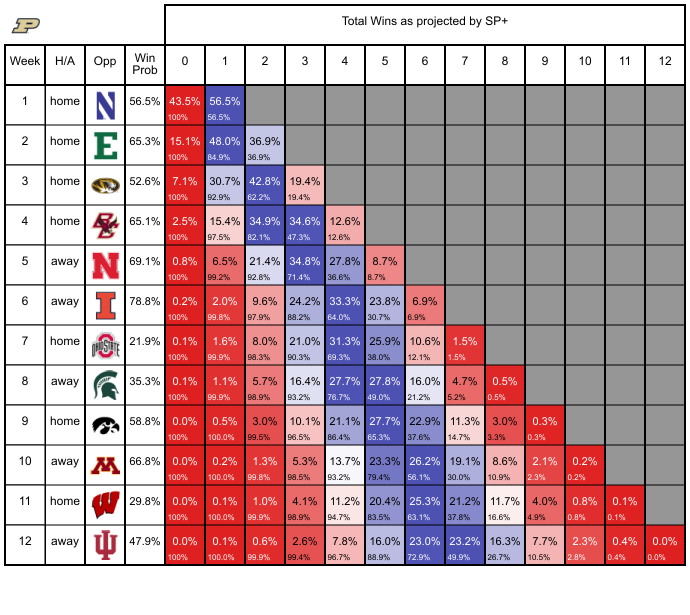 Total Wins as projected by SP+
Week H/A Opp Win Prob 0 1 2 3 4 5 6 7 8 9 10 11 12
1 home N 56.5% 43.5% 56.5%
100% 56.5%
2 home E 65.3% 15.1% 48.0% 36.9%
100% 84.9% 36.9%
3 home 52.6% 7.1% 30.7% 42.8% 19.4%
100% 92.9% 62.2% 19.4%
4 home BC 65.1% 2.5% 15.4% 34.9% 34.6% 12.6%
100% 97.5% 82.1% 47.3% 12.6%
5 away N 69.1% 0.8% 6.5% 21.4% 34.8% 27.8% 8.7%
100% 99.2% 92.8% 71.4% 36.6% 8.7%
6 away I 78.8% 0.2% 2.0% 9.6% 24.2% 33.3% 23.8% 6.9%
100% 99.8% 97.9% 88.2% 64.0% 30.7% 6.9%
7 home OHIO STATE 21.9% 0.1% 1.6% 8.0% 21.0% 31.3% 25.9% 10.6% 1.5%
100% 99.9% 98.3% 90.3% 69.3% 38.0% 12.1% 1.5%
8 away 35.3% 0.1% 1.1% 5.7% 16.4% 27.7% 27.8% 16.0% 4.7% 0.5%
100% 99.9% 98.9% 93.2% 76.7% 49.0% 21.2% 5.2% 0.5%
9 home 58.8% 0.0% 0.5% 3.0% 10.1% 21.1% 27.7% 22.9% 11.3% 3.0% 0.3%
100% 100.0% 99.5% 96.5% 86.4% 65.3% 37.6% 14.7% 3.3% 0.3%
10 away M 66.8% 0.0% 0.2% 1.3% 5.3% 13.7% 23.3% 26.2% 19.1% 8.6% 2.1% 0.2%
100% 100.0% 99.8% 98.5% 93.2% 79.4% 56.1% 30.0% 10.9% 2.3% 0.2%
11 home W 29.8% 0.0% 0.1% 1.0% 4.1% 11.2% 20.4% 25.3% 21.2% 11.7% 4.0% 0.8% 0.1%
100% 100.0% 99.9% 98.9% 94.7% 83.5% 63.1% 37.8% 16.6% 4.9% 0.8% 0.1%
12 away IU 47.9% 0.0% 0.1% 0.6% 2.6% 7.8% 16.0% 23.0% 23.2% 16.3% 7.7% 2.3% 0.4% 0.0%
100% 100.0% 99.9% 99.4% 96.7% 88.9% 72.9% 49.9% 26.7% 10.5% 2.8% 0.4% 0.0%